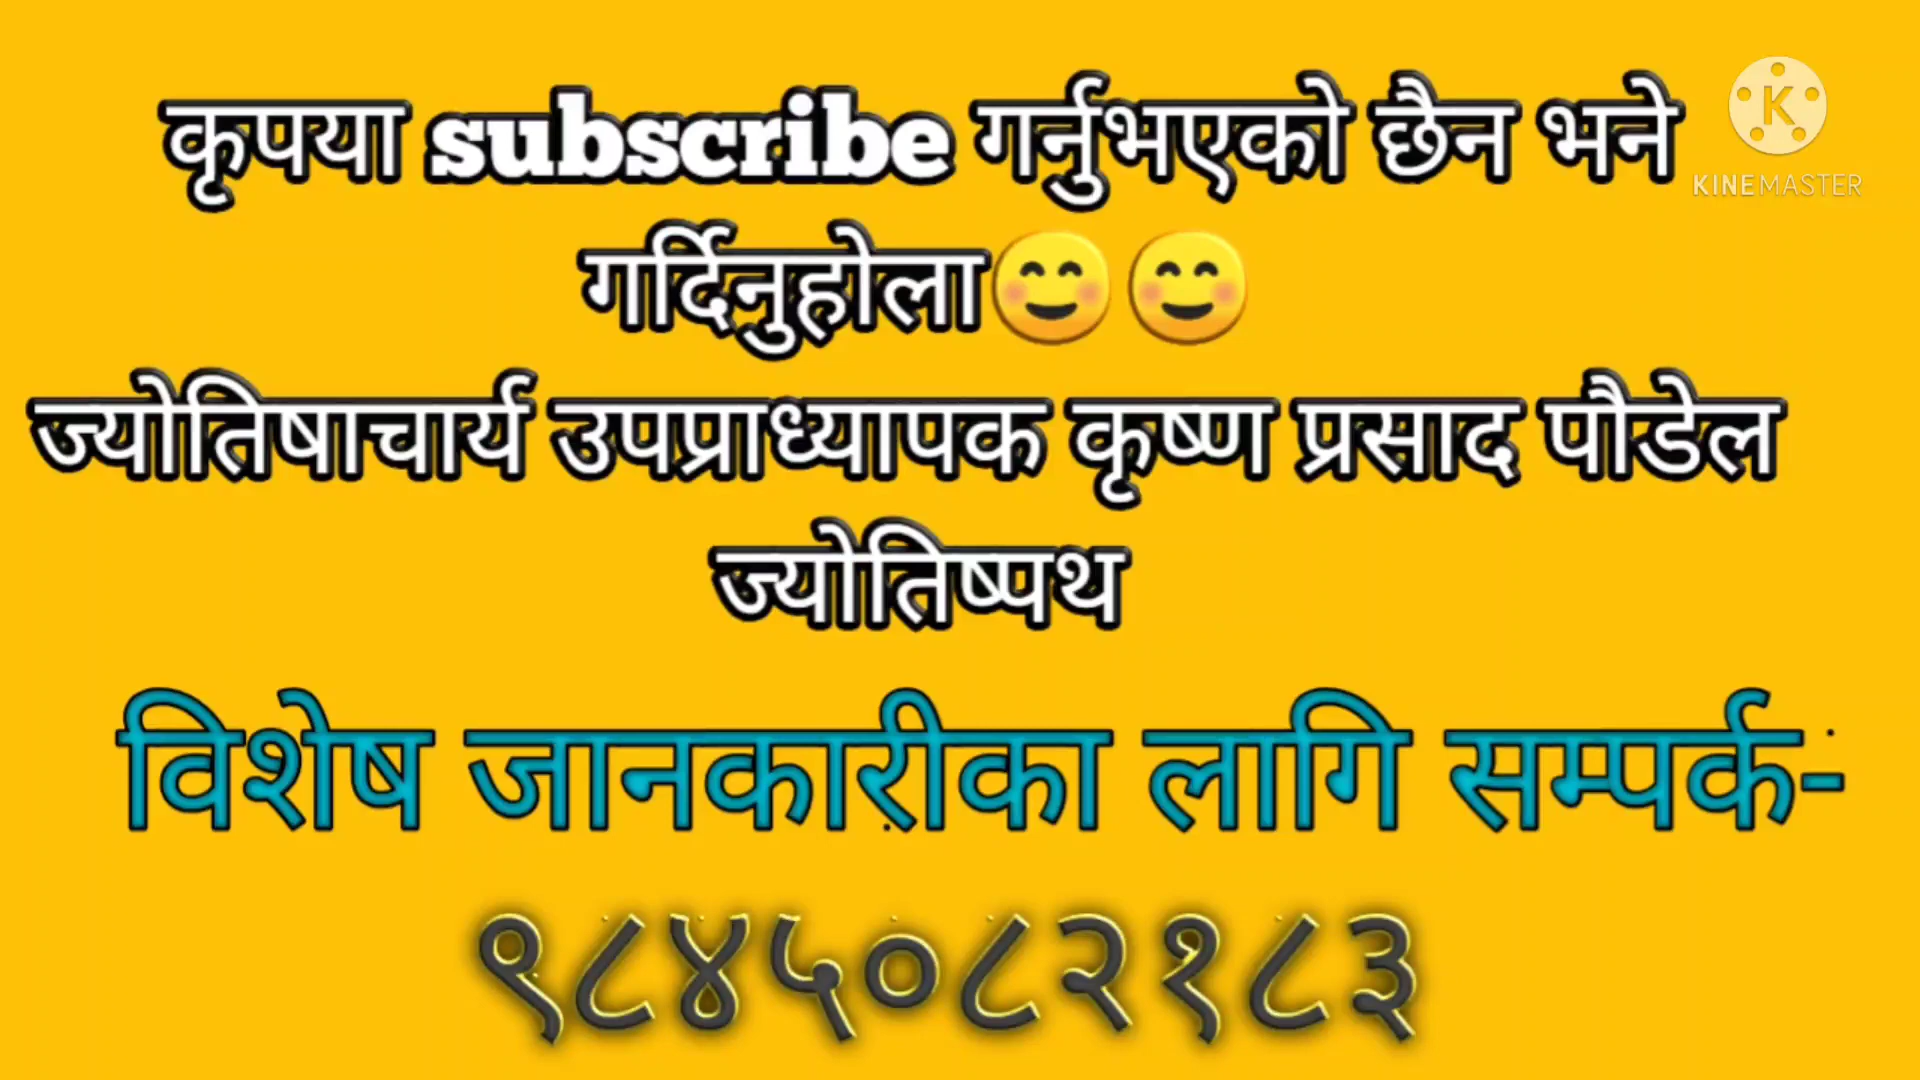 कृपया subscribe गर्नुभएको छैन भने
गर्दिनुहोला😊😊
ज्योतिषाचार्य उपप्राध्यापक कृष्ण प्रसाद पौडेल
ज्योतिष्पथ
विशेष जानकारीका लागि सम्पर्क-
९८४५०८२१८३
K
KINEMASTER